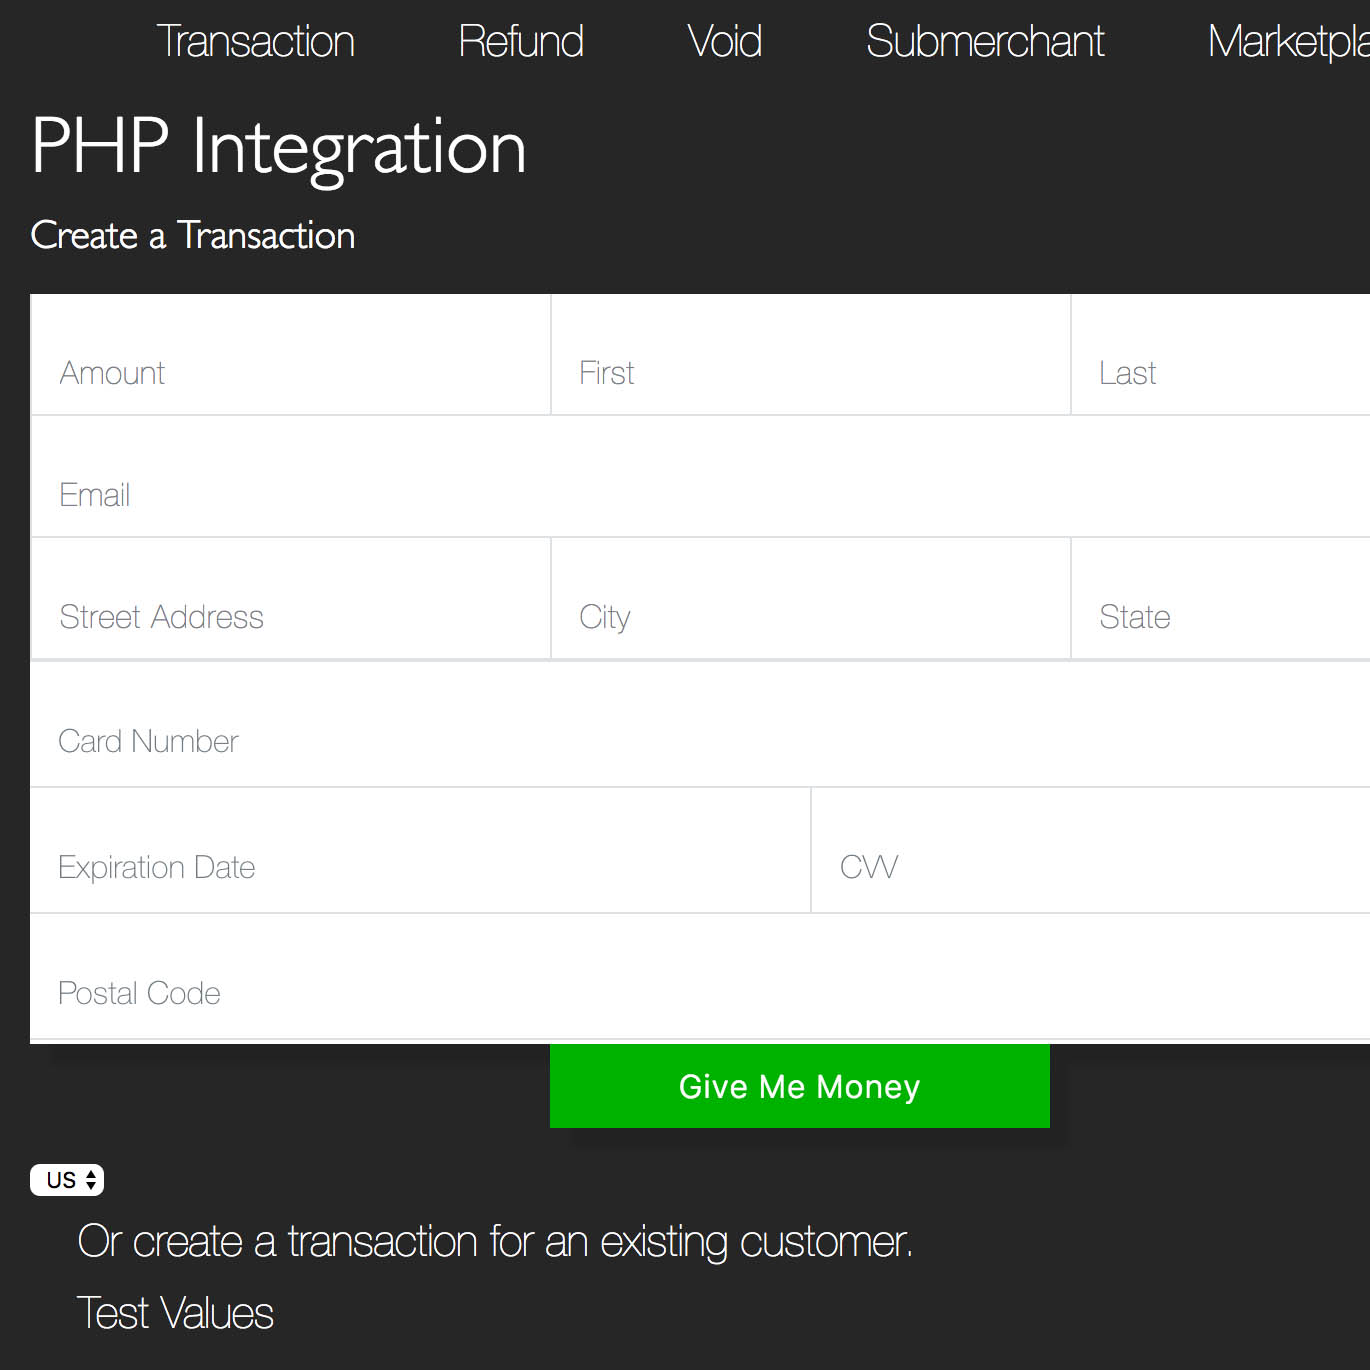 Transaction Refund Void Submerchant Marketpla
PHP Integration
Create a Transaction
Amount First Last
Email
Street Address City State
Card Number
Expiration Date CVV
Postal Code
Give Me Money
US
Or create a transaction for an existing customer.
Test Values